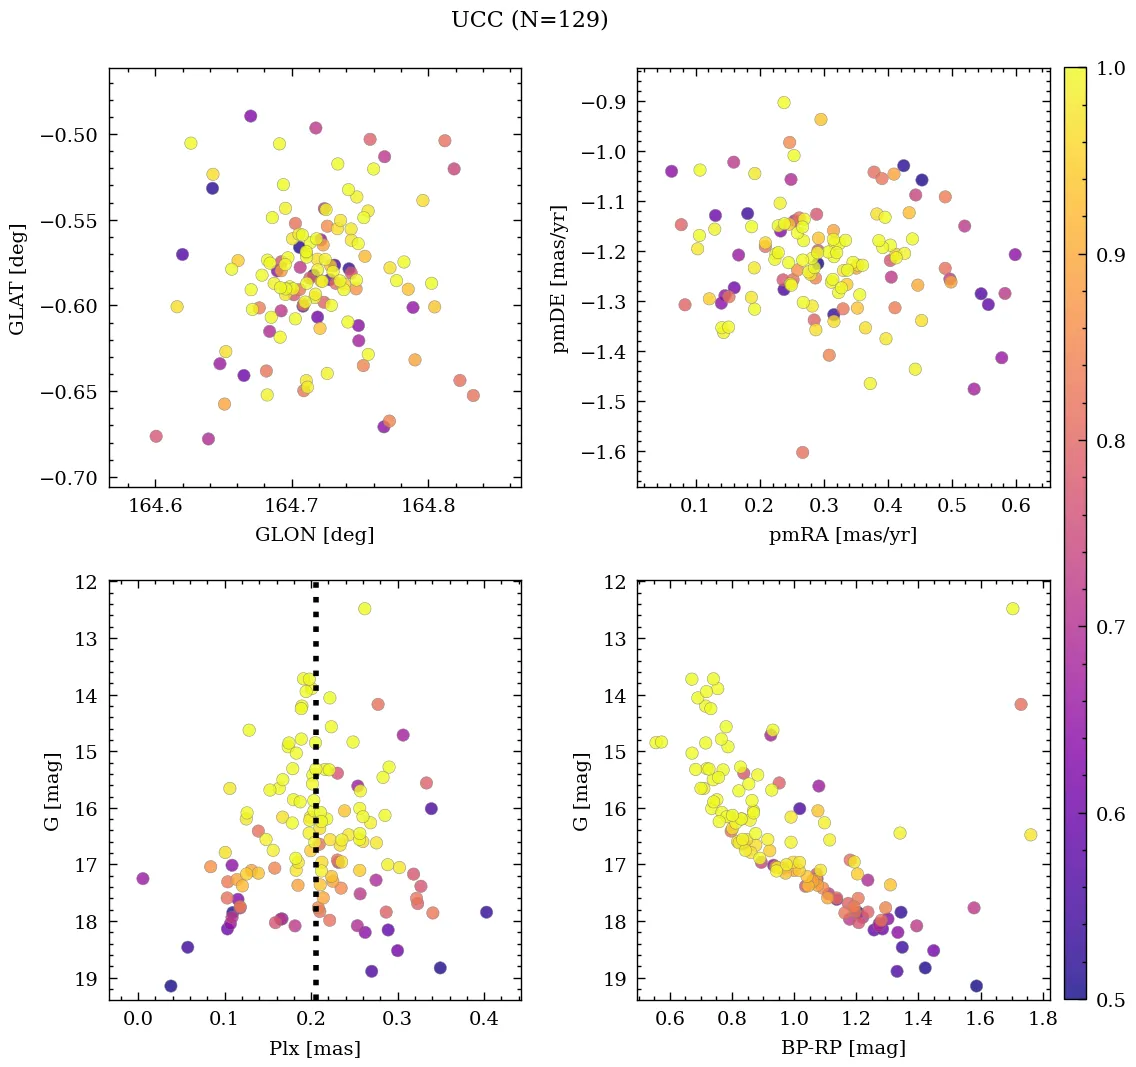 UCC (N=129)
−0.50
−0.55
−0.60
−0.65
−0.70
GLAT [deg]
164.6 164.7 164.8
GLON [deg]
−0.9
−1.0
−1.1
−1.2
−1.3
−1.4
−1.5
−1.6
pmDE [mas/yr]
0.1 0.2 0.3 0.4 0.5 0.6
pmRA [mas/yr]
12
13
14
15
16
17
18
19
G [mag]
0.0 0.1 0.2 0.3 0.4
Plx [mas]
12
13
14
15
16
17
18
19
G [mag]
0.6 0.8 1.0 1.2 1.4 1.6 1.8
BP-RP [mag]
1.0
0.9
0.8
0.7
0.6
0.5